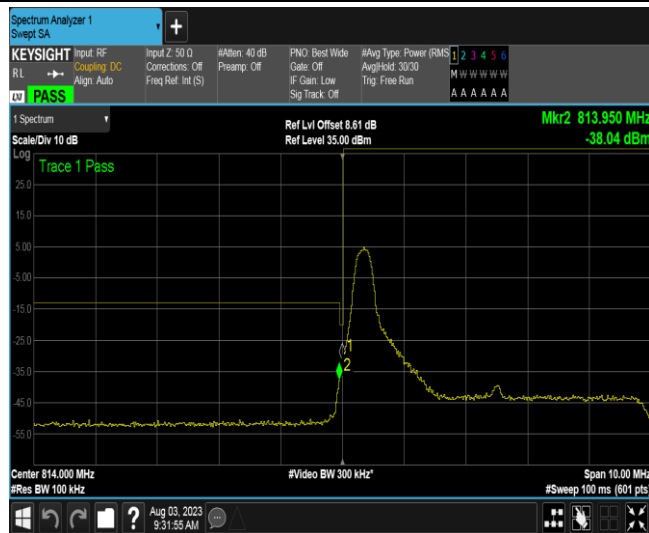 Spectrum Analyzer 1
Swept SA
+
KEYSIGHT
RL
LXI PASS
Input: RF
Coupling: DC
Align: Auto
Input Z: 50 Ω
Corrections: Off
Freq Ref: Int (S)
#Atten: 40 dB
Preamp: Off
PNO: Best Wide
Gate: Off
IF Gain: Low
Sig Track: Off
#Avg Type: Power (RMS
Avg|Hold: 30/30
Trig: Free Run
1 2 3 4 5 6
M W W W W W
A A A A A A
1 Spectrum
Scale/Div 10 dB
Ref Lvl Offset 8.61 dB
Ref Level 35.00 dBm
Mkr2 813.950 MHz
-38.04 dBm
Log
Trace 1 Pass
25.0
15.0
5.00
-5.00
-15.0
-25.0
-35.0
-45.0
-55.0
1
2
Center 814.000 MHz
#Res BW 100 kHz
#Video BW 300 kHz*
Span 10.00 MHz
#Sweep 100 ms (601 pts)
?
Aug 03, 2023
9:31:55 AM